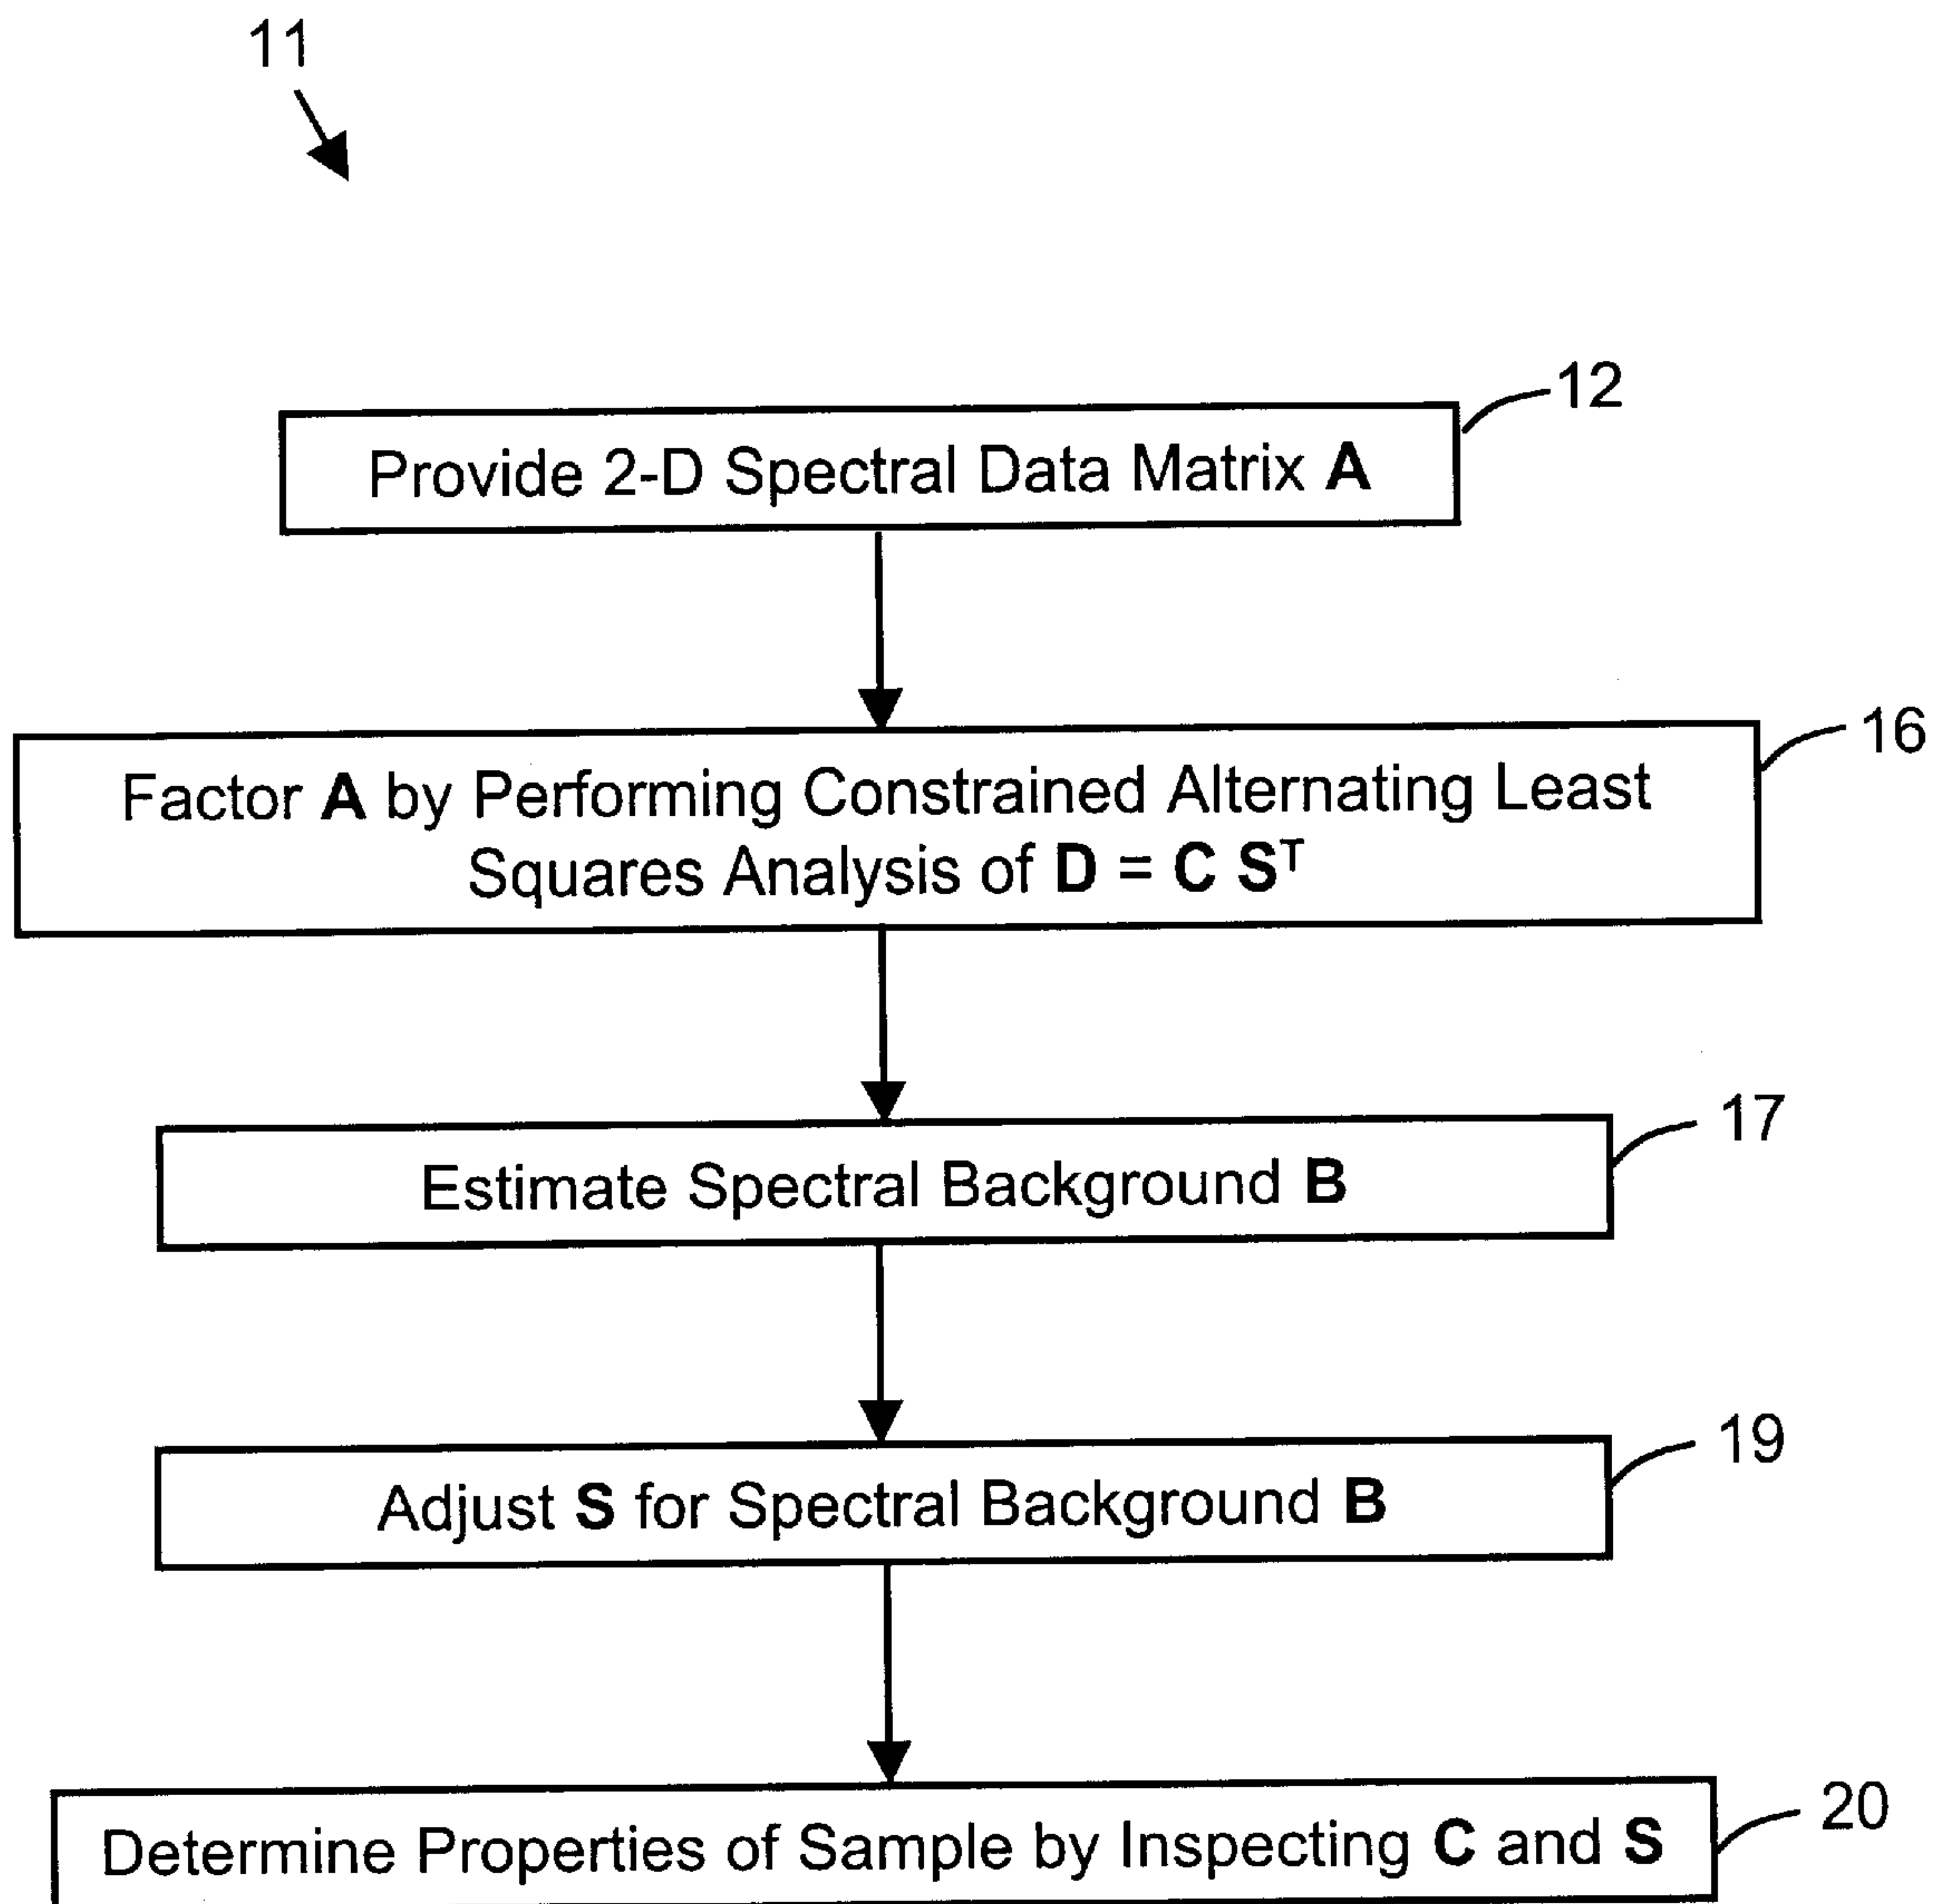 11
12
Provide 2-D Spectral Data Matrix A
16
Factor A by Performing Constrained Alternating Least
Squares Analysis of D = C Sᵀ
17
Estimate Spectral Background B
19
Adjust S for Spectral Background B
20
Determine Properties of Sample by Inspecting C and S